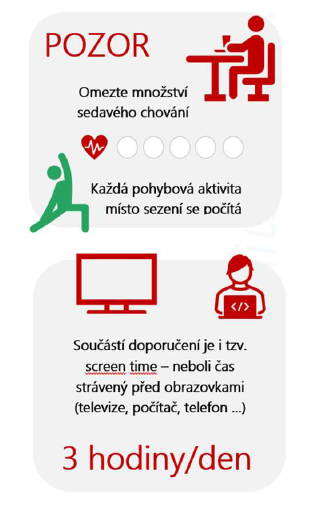 POZOR
Omezte množství
sedavého chování
Každá pohybová aktivita
místo sezení se počítá
</>
Součástí doporučení je i tzv.
screen time – neboli čas
strávený před obrazovkami
(televize, počítač, telefon ...)
3 hodiny/den